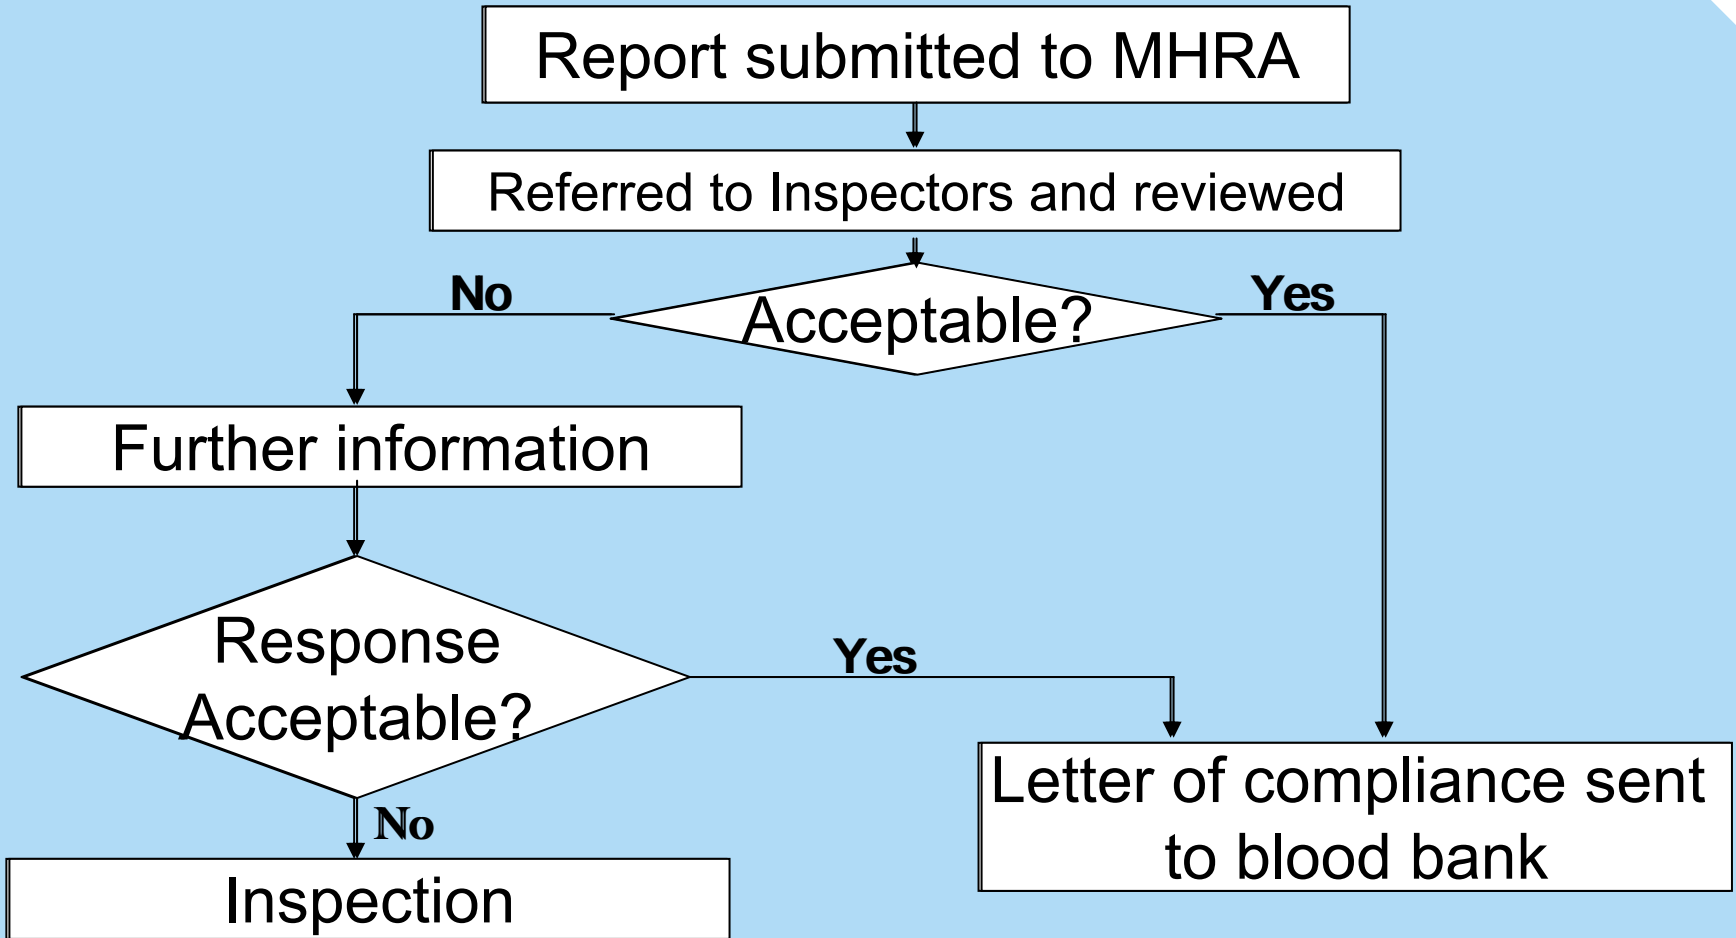 Report submitted to MHRA
Referred to Inspectors and reviewed
No
Yes
Acceptable?
Further information
Response
Acceptable?
Yes
Letter of compliance sent
to blood bank
No
Inspection